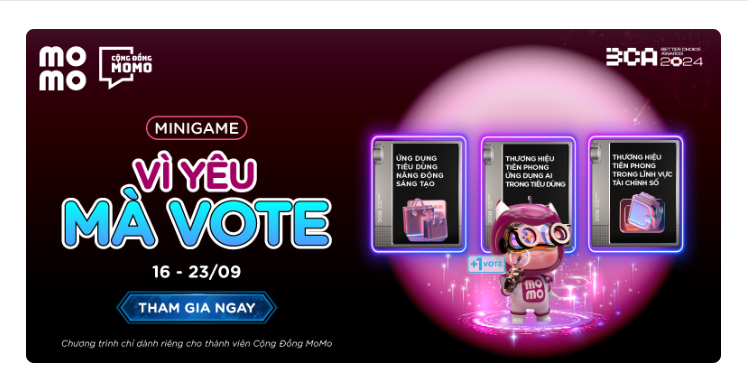 MOMO
CỘNG ĐỒNG
MOMO
BCA
BETTER CHOICE
AWARDS
2024
MINIGAME
VÌ YÊU
MÀ VOTE
16 - 23/09
THAM GIA NGAY
Chương trình chỉ dành riêng cho thành viên Cộng Đồng MoMo
ỨNG DỤNG
TIÊU DÙNG
NĂNG ĐỘNG
SÁNG TẠO
THƯƠNG HIỆU
TIÊN PHONG
ỨNG DỤNG AI
TRONG TIÊU DÙNG
THƯƠNG HIỆU
TIÊN PHONG
TRONG LĨNH VỰC
TÀI CHÍNH SỐ
+1 VOTE
MO
MO